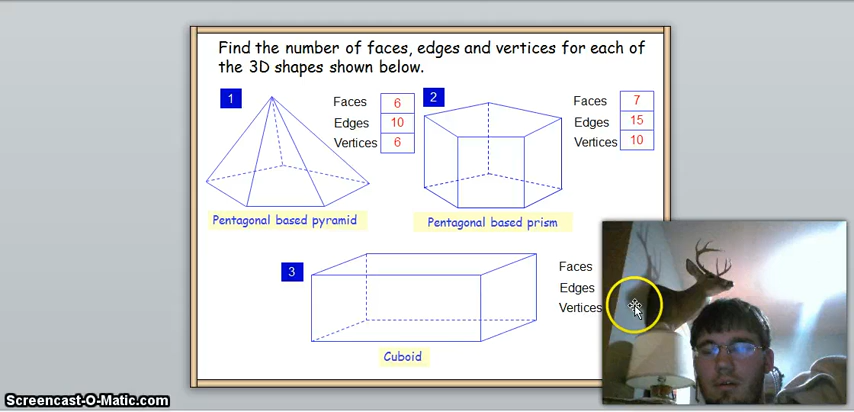 Find the number of faces, edges and vertices for each of
the 3D shapes shown below.
1
Faces 6
Edges 10
Vertices 6
Pentagonal based pyramid
2
Faces 7
Edges 15
Vertices 10
Pentagonal based prism
3
Faces
Edges
Vertices
Cuboid
Screencast-O-Matic.com